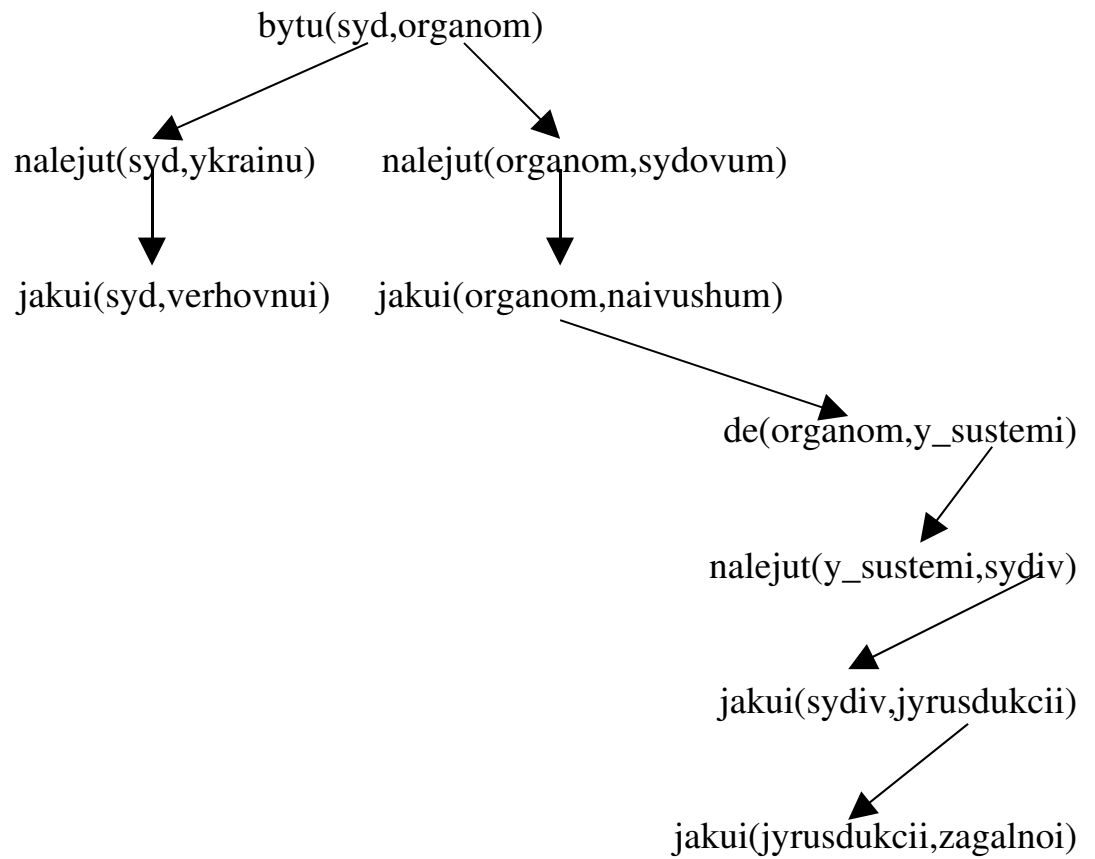 bytu(syd,organom)
nalejut(syd,ykrainu) nalejut(organom,sydovum)
jakui(syd,verhovnui) jakui(organom,naivushum)
de(organom,y_sustemi)
nalejut(y_sustemi,sydiv)
jakui(sydiv,jyrusdukcii)
jakui(jyrusdukcii,zagalnoi)